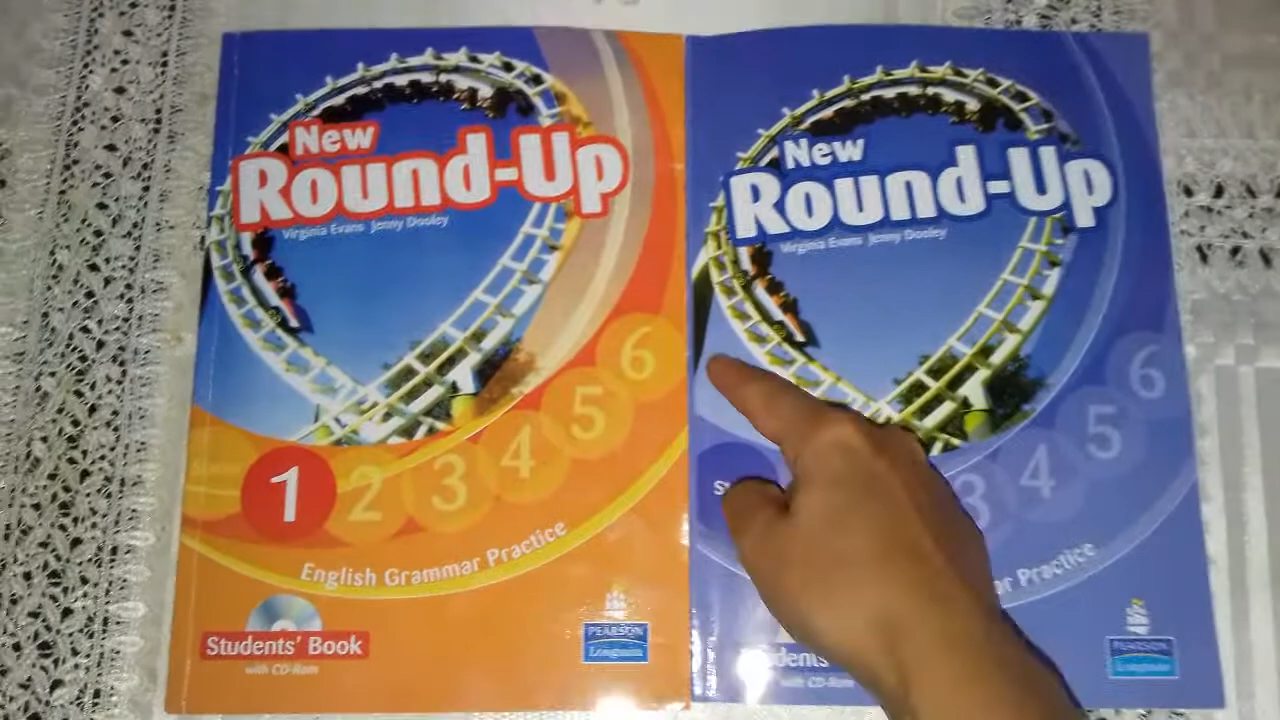 New
Round-Up
Virginia Evans Jenny Dooley
1 2 3 4 5 6
English Grammar Practice
Students' Book
with CD-Rom
PEARSON
Longman
New
Round-Up
Virginia Evans Jenny Dooley
3 4 5 6
Practice
with CD-Rom
PEARSON
Longman